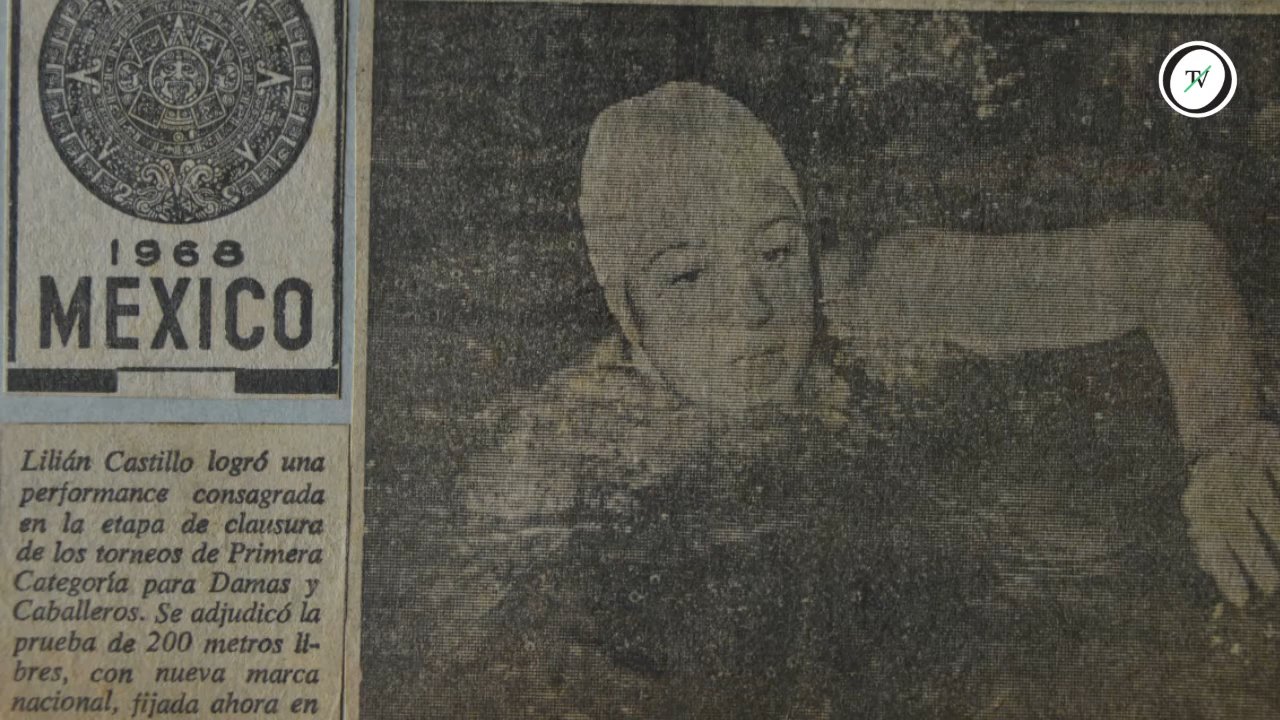 1968
MEXICO
Lilián Castillo logró una
performance consagrada
en la etapa de clausura
de los torneos de Primera
Categoría para Damas y
Caballeros. Se adjudicó la
prueba de 200 metros li-
bres, con nueva marca
nacional, fijada ahora en
TV